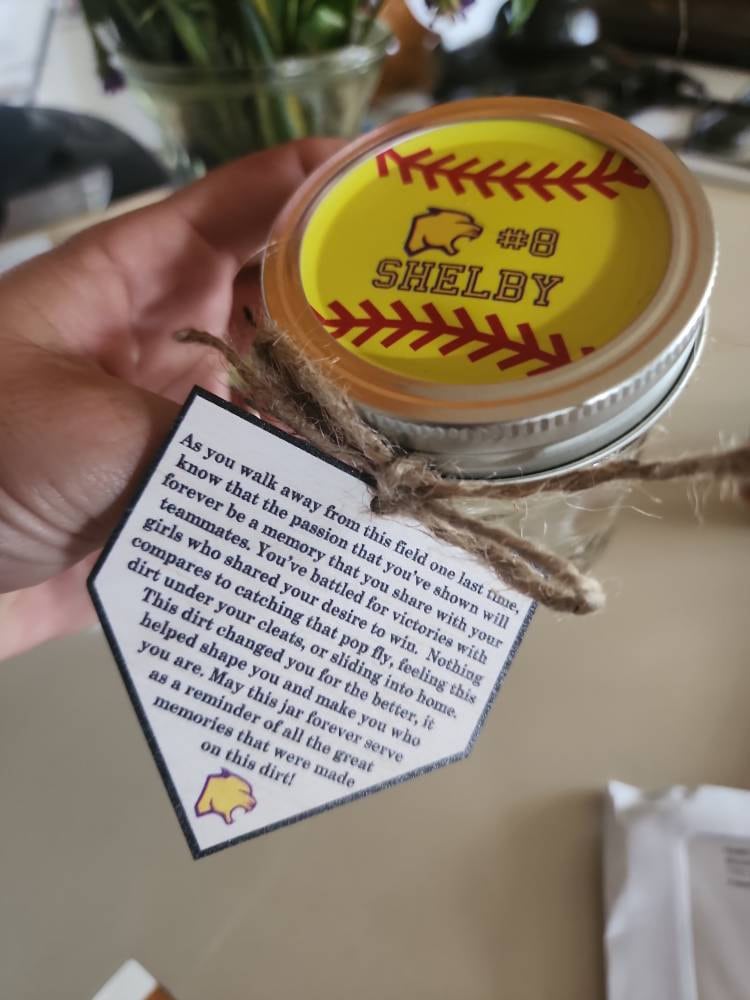 #8
SHELBY
As you walk away from this field one last time,
know that the passion that you've shown will
forever be a memory that you share with your
teammates. You've battled for victories with
girls who shared your desire to win. Nothing
compares to catching that pop fly, feeling this
dirt under your cleats, or sliding into home.
This dirt changed you for the better, it
helped shape you and make you who
you are. May this jar forever serve
as a reminder of all the great
memories that were made
on this dirt!